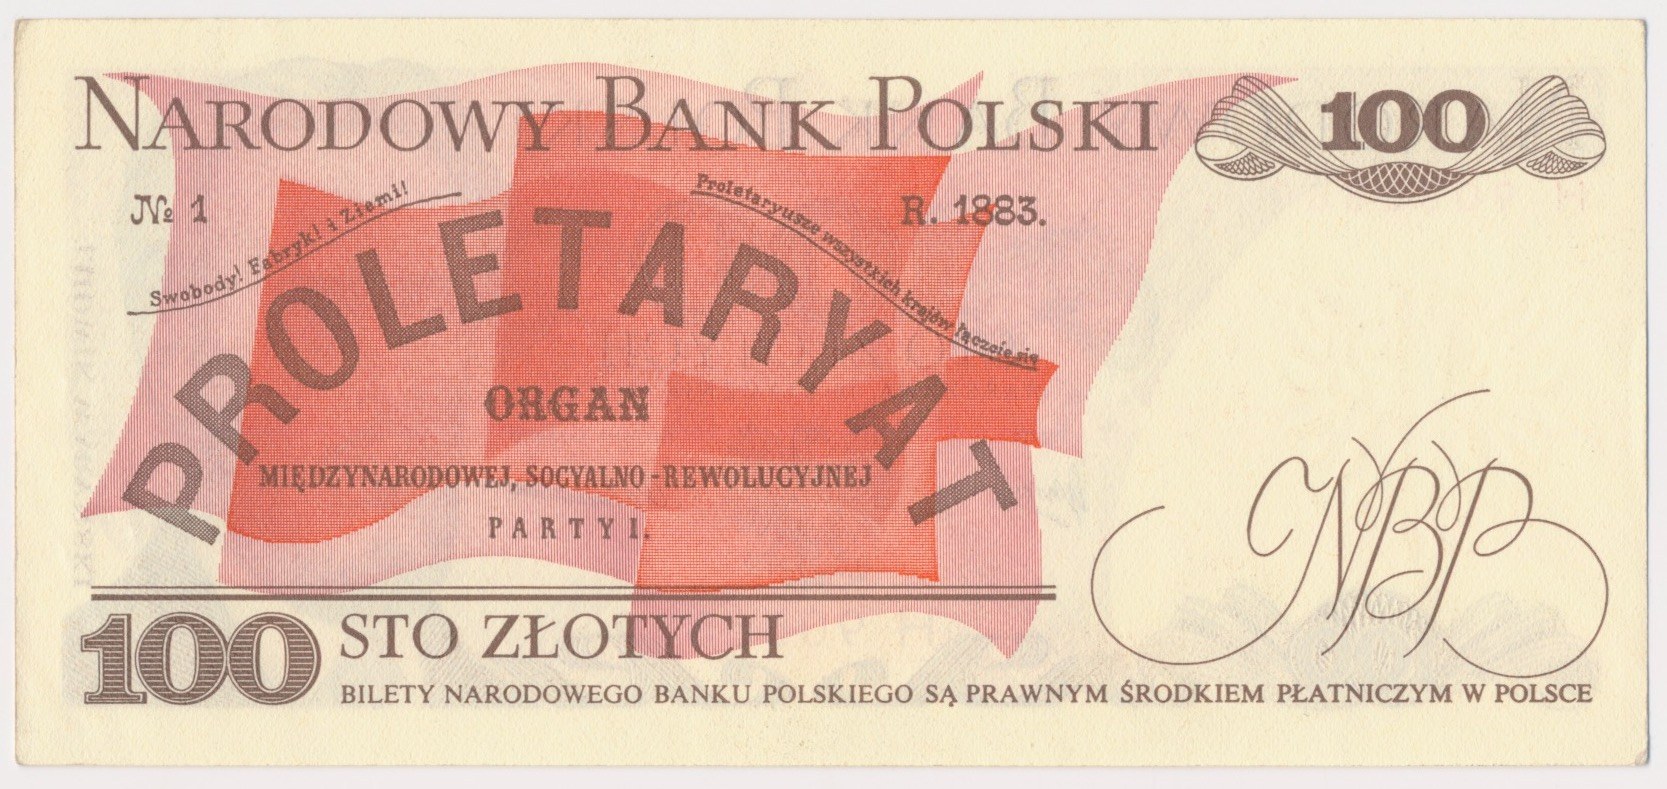 NARODOWY BANK POLSKI
100
№ 1
R. 1883.
Swobody! Fabryk! i Ziemi!
Proletaryusze wszystkich krajów łączcie się
PROLETARYAT
ORGAN
MIĘDZYNARODOWEJ, SOCYALNO-REWOLUCYJNEJ
PARTYI.
NBP
100 STO ZŁOTYCH
BILETY NARODOWEGO BANKU POLSKIEGO SĄ PRAWNYM ŚRODKIEM PŁATNICZYM W POLSCE